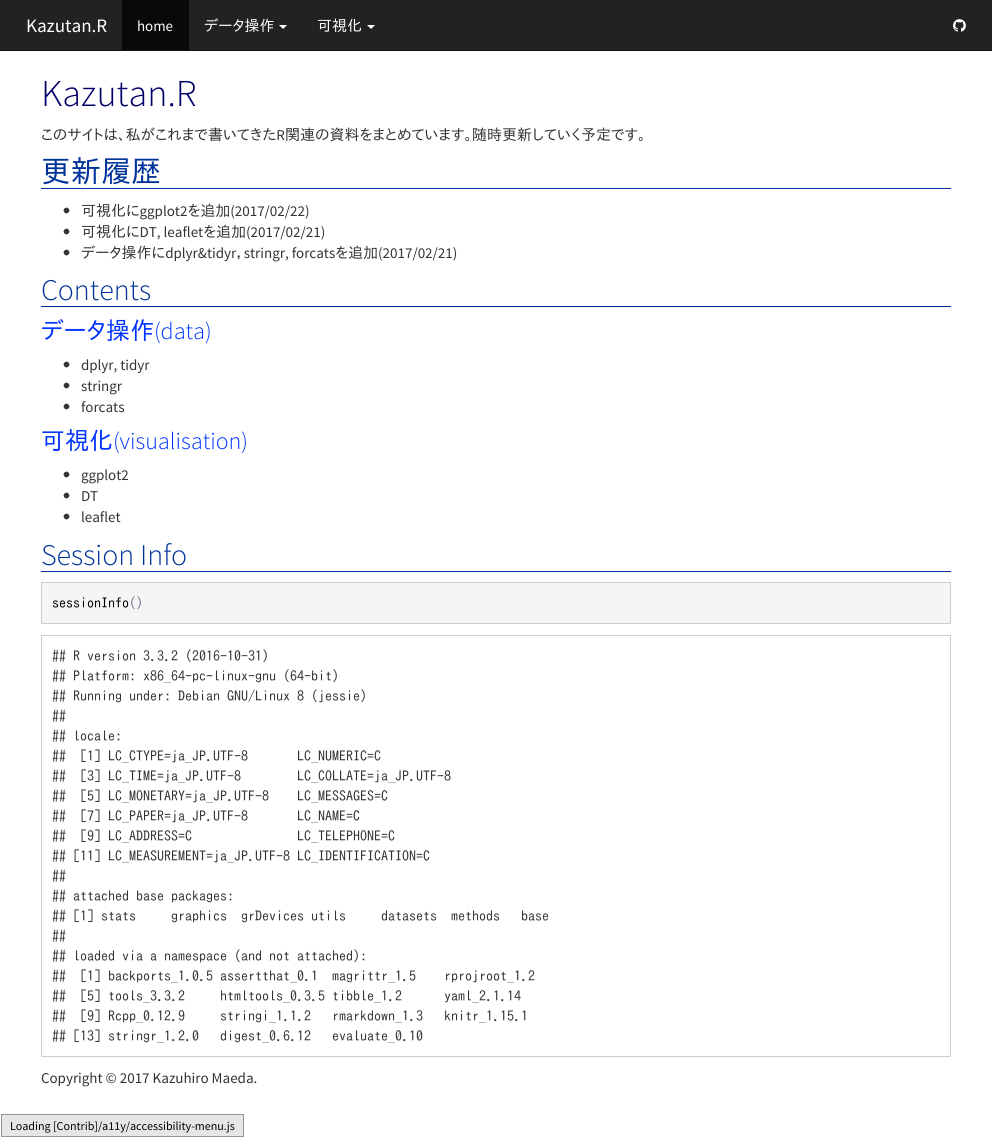 Kazutan.R home データ操作 可視化
Kazutan.R
このサイトは、私がこれまで書いてきたR関連の資料をまとめています。随時更新していく予定です。
更新履歴
可視化にggplot2を追加(2017/02/22)
可視化にDT, leafletを追加(2017/02/21)
データ操作にdplyr&tidyr, stringr, forcatsを追加(2017/02/21)
Contents
データ操作(data)
dplyr, tidyr
stringr
forcats
可視化(visualisation)
ggplot2
DT
leaflet
Session Info
sessionInfo()
## R version 3.3.2 (2016-10-31)
## Platform: x86_64-pc-linux-gnu (64-bit)
## Running under: Debian GNU/Linux 8 (jessie)
##
## locale:
##  [1] LC_CTYPE=ja_JP.UTF-8       LC_NUMERIC=C
##  [3] LC_TIME=ja_JP.UTF-8        LC_COLLATE=ja_JP.UTF-8
##  [5] LC_MONETARY=ja_JP.UTF-8    LC_MESSAGES=C
##  [7] LC_PAPER=ja_JP.UTF-8       LC_NAME=C
##  [9] LC_ADDRESS=C               LC_TELEPHONE=C
## [11] LC_MEASUREMENT=ja_JP.UTF-8 LC_IDENTIFICATION=C
##
## attached base packages:
## [1] stats     graphics  grDevices utils     datasets  methods   base
##
## loaded via a namespace (and not attached):
##  [1] backports_1.0.5 assertthat_0.1  magrittr_1.5    rprojroot_1.2
##  [5] tools_3.3.2     htmltools_0.3.5 tibble_1.2      yaml_2.1.14
##  [9] Rcpp_0.12.9     stringi_1.1.2   rmarkdown_1.3   knitr_1.15.1
## [13] stringr_1.2.0   digest_0.6.12   evaluate_0.10
Copyright © 2017 Kazuhiro Maeda.
Loading [Contrib]/a11y/accessibility-menu.js